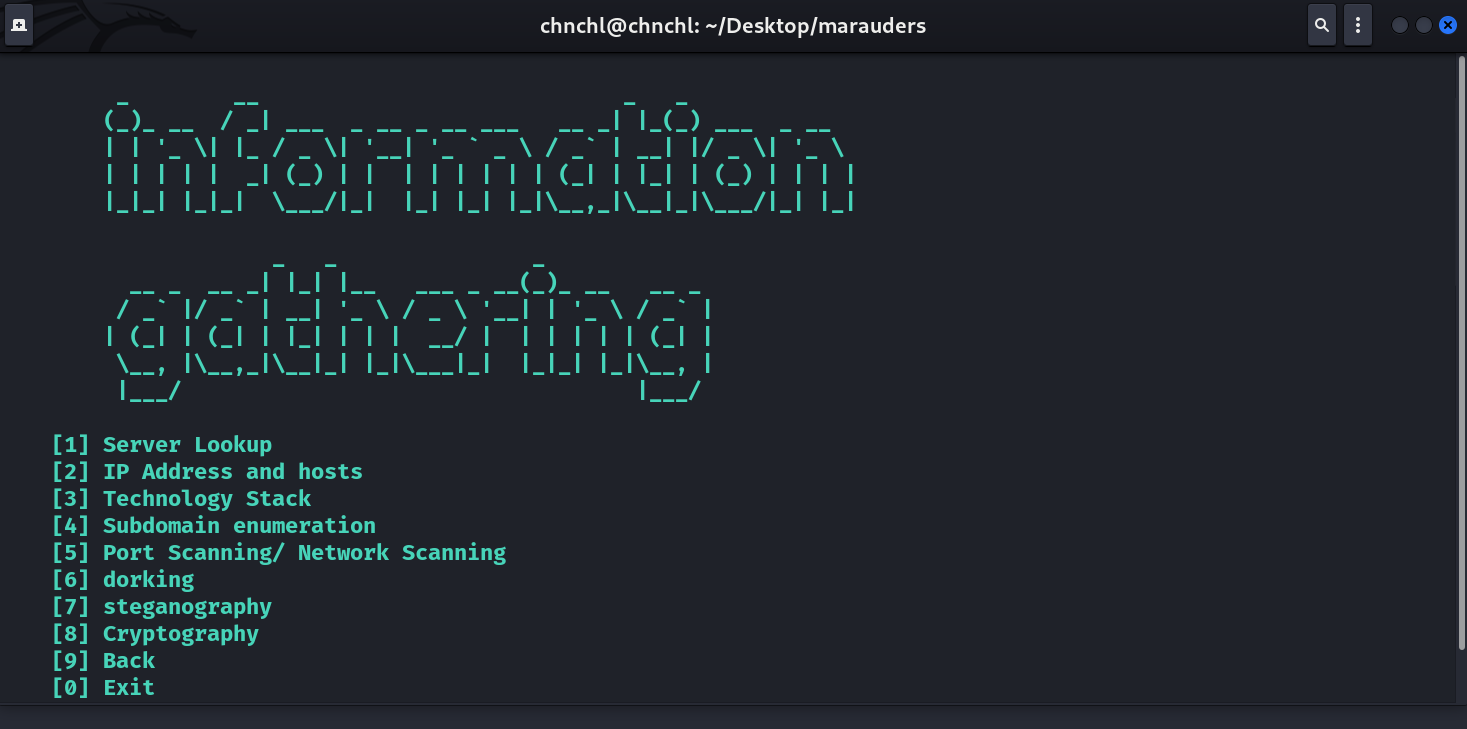 chnchl@chnchl: ~/Desktop/marauders
information
gathering
[1] Server Lookup
[2] IP Address and hosts
[3] Technology Stack
[4] Subdomain enumeration
[5] Port Scanning/ Network Scanning
[6] dorking
[7] steganography
[8] Cryptography
[9] Back
[0] Exit